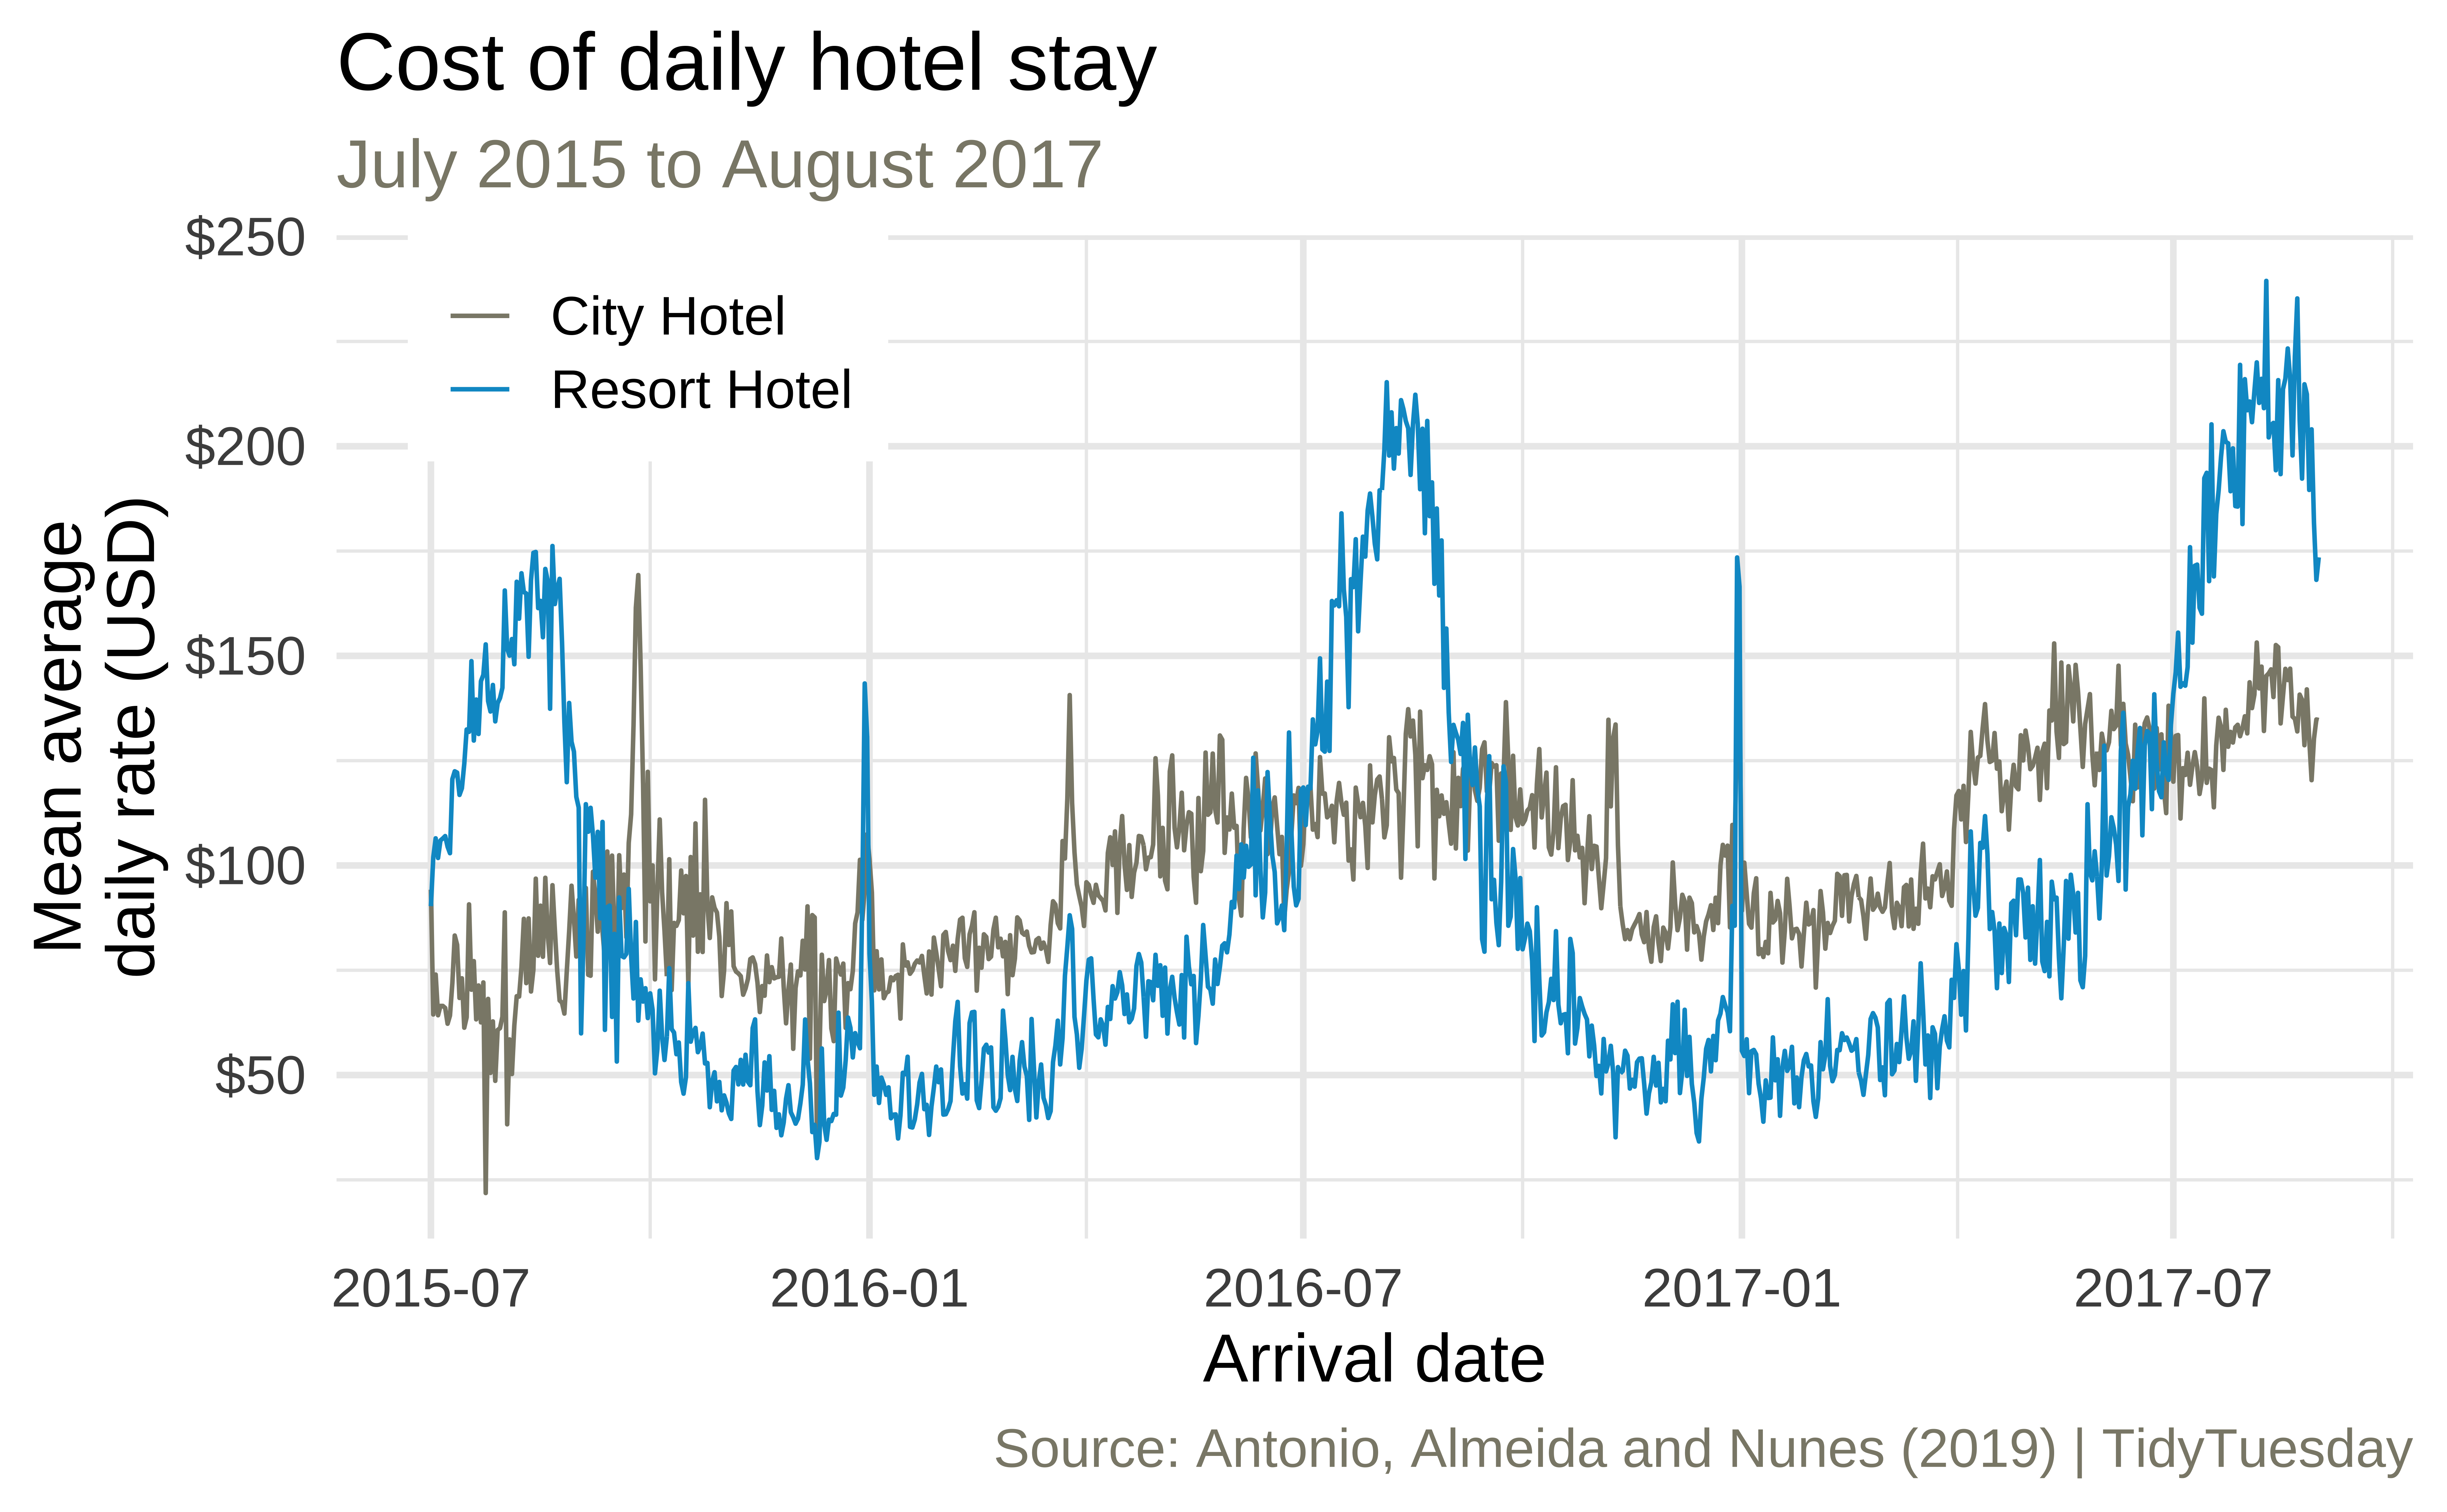 Cost of daily hotel stay
July 2015 to August 2017
$250
City Hotel
Resort Hotel
$200
$150
$100
$50
Mean average
daily rate (USD)
2015-07 2016-01 2016-07 2017-01 2017-07
Arrival date
Source: Antonio, Almeida and Nunes (2019) | TidyTuesday